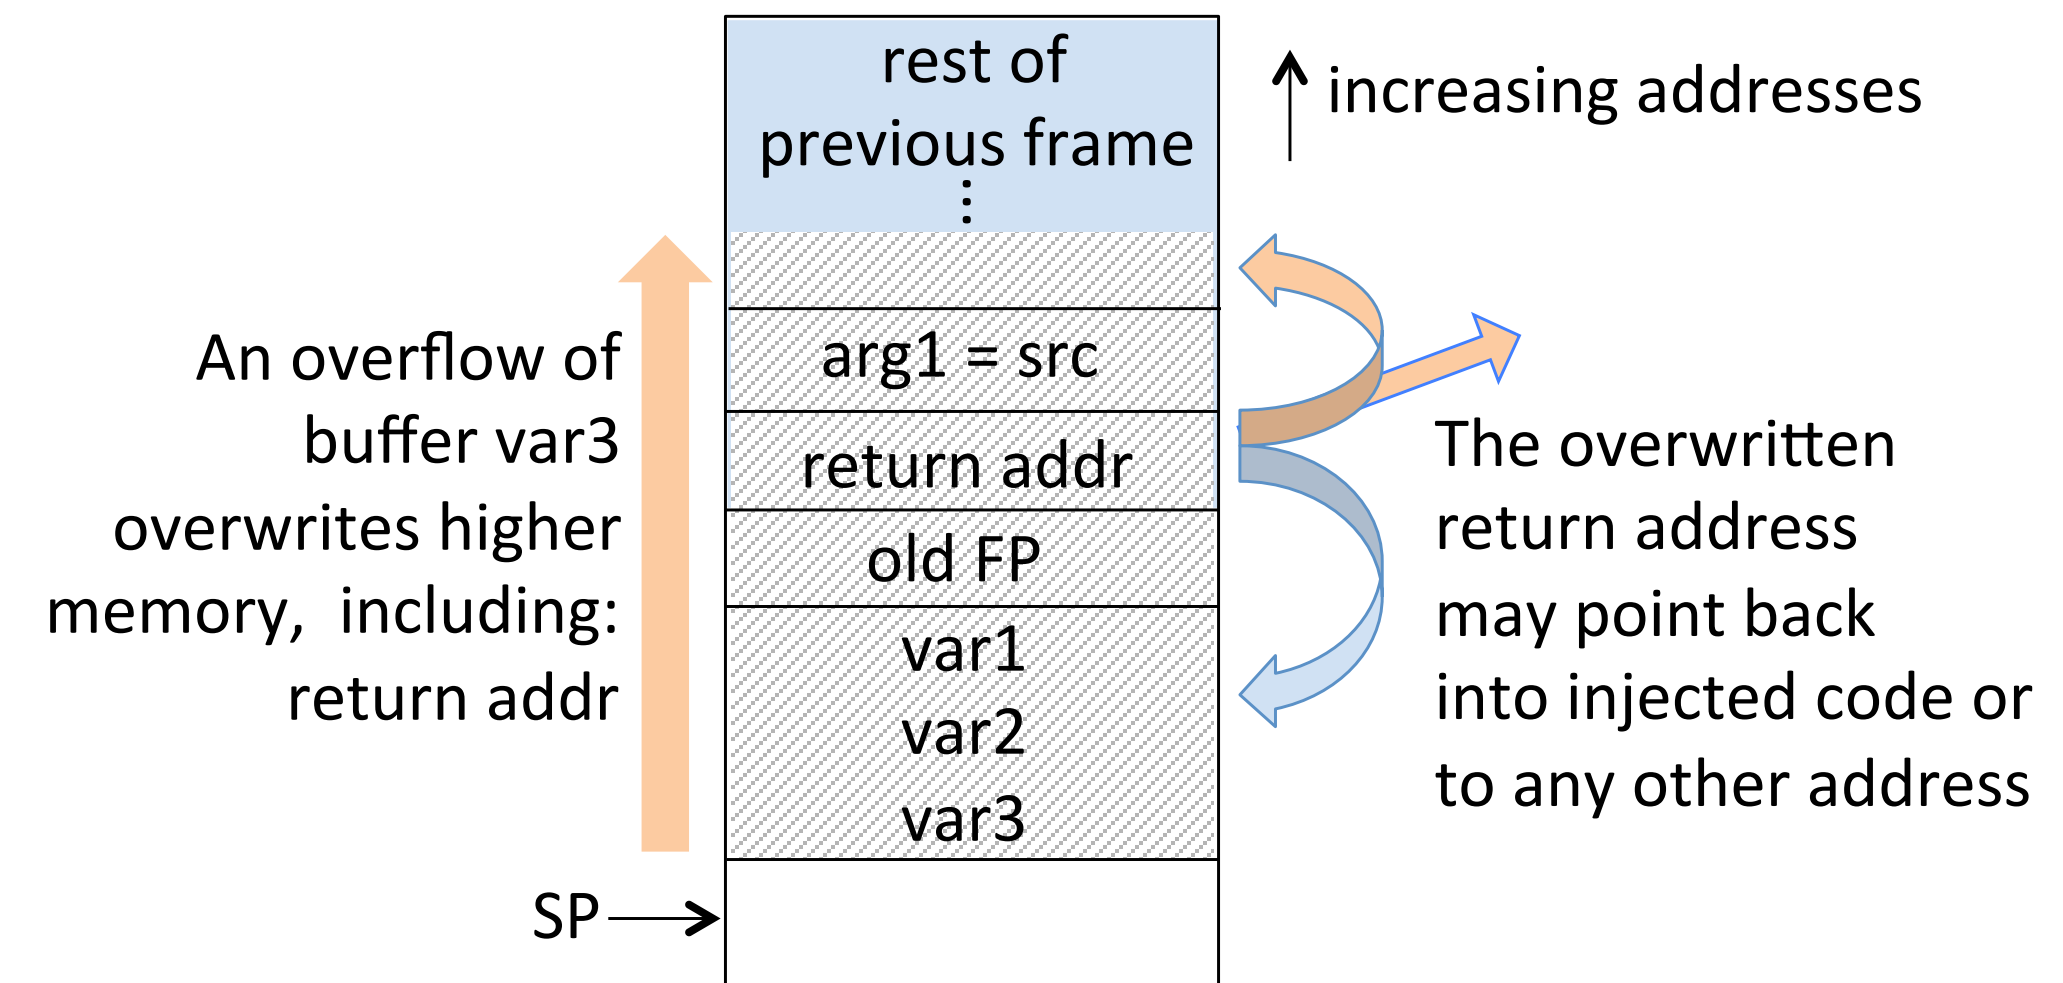 rest of
previous frame
⋮
increasing addresses
An overflow of
buffer var3
overwrites higher
memory, including:
return addr
arg1 = src
return addr
old FP
var1
var2
var3
SP
The overwritten
return address
may point back
into injected code or
to any other address